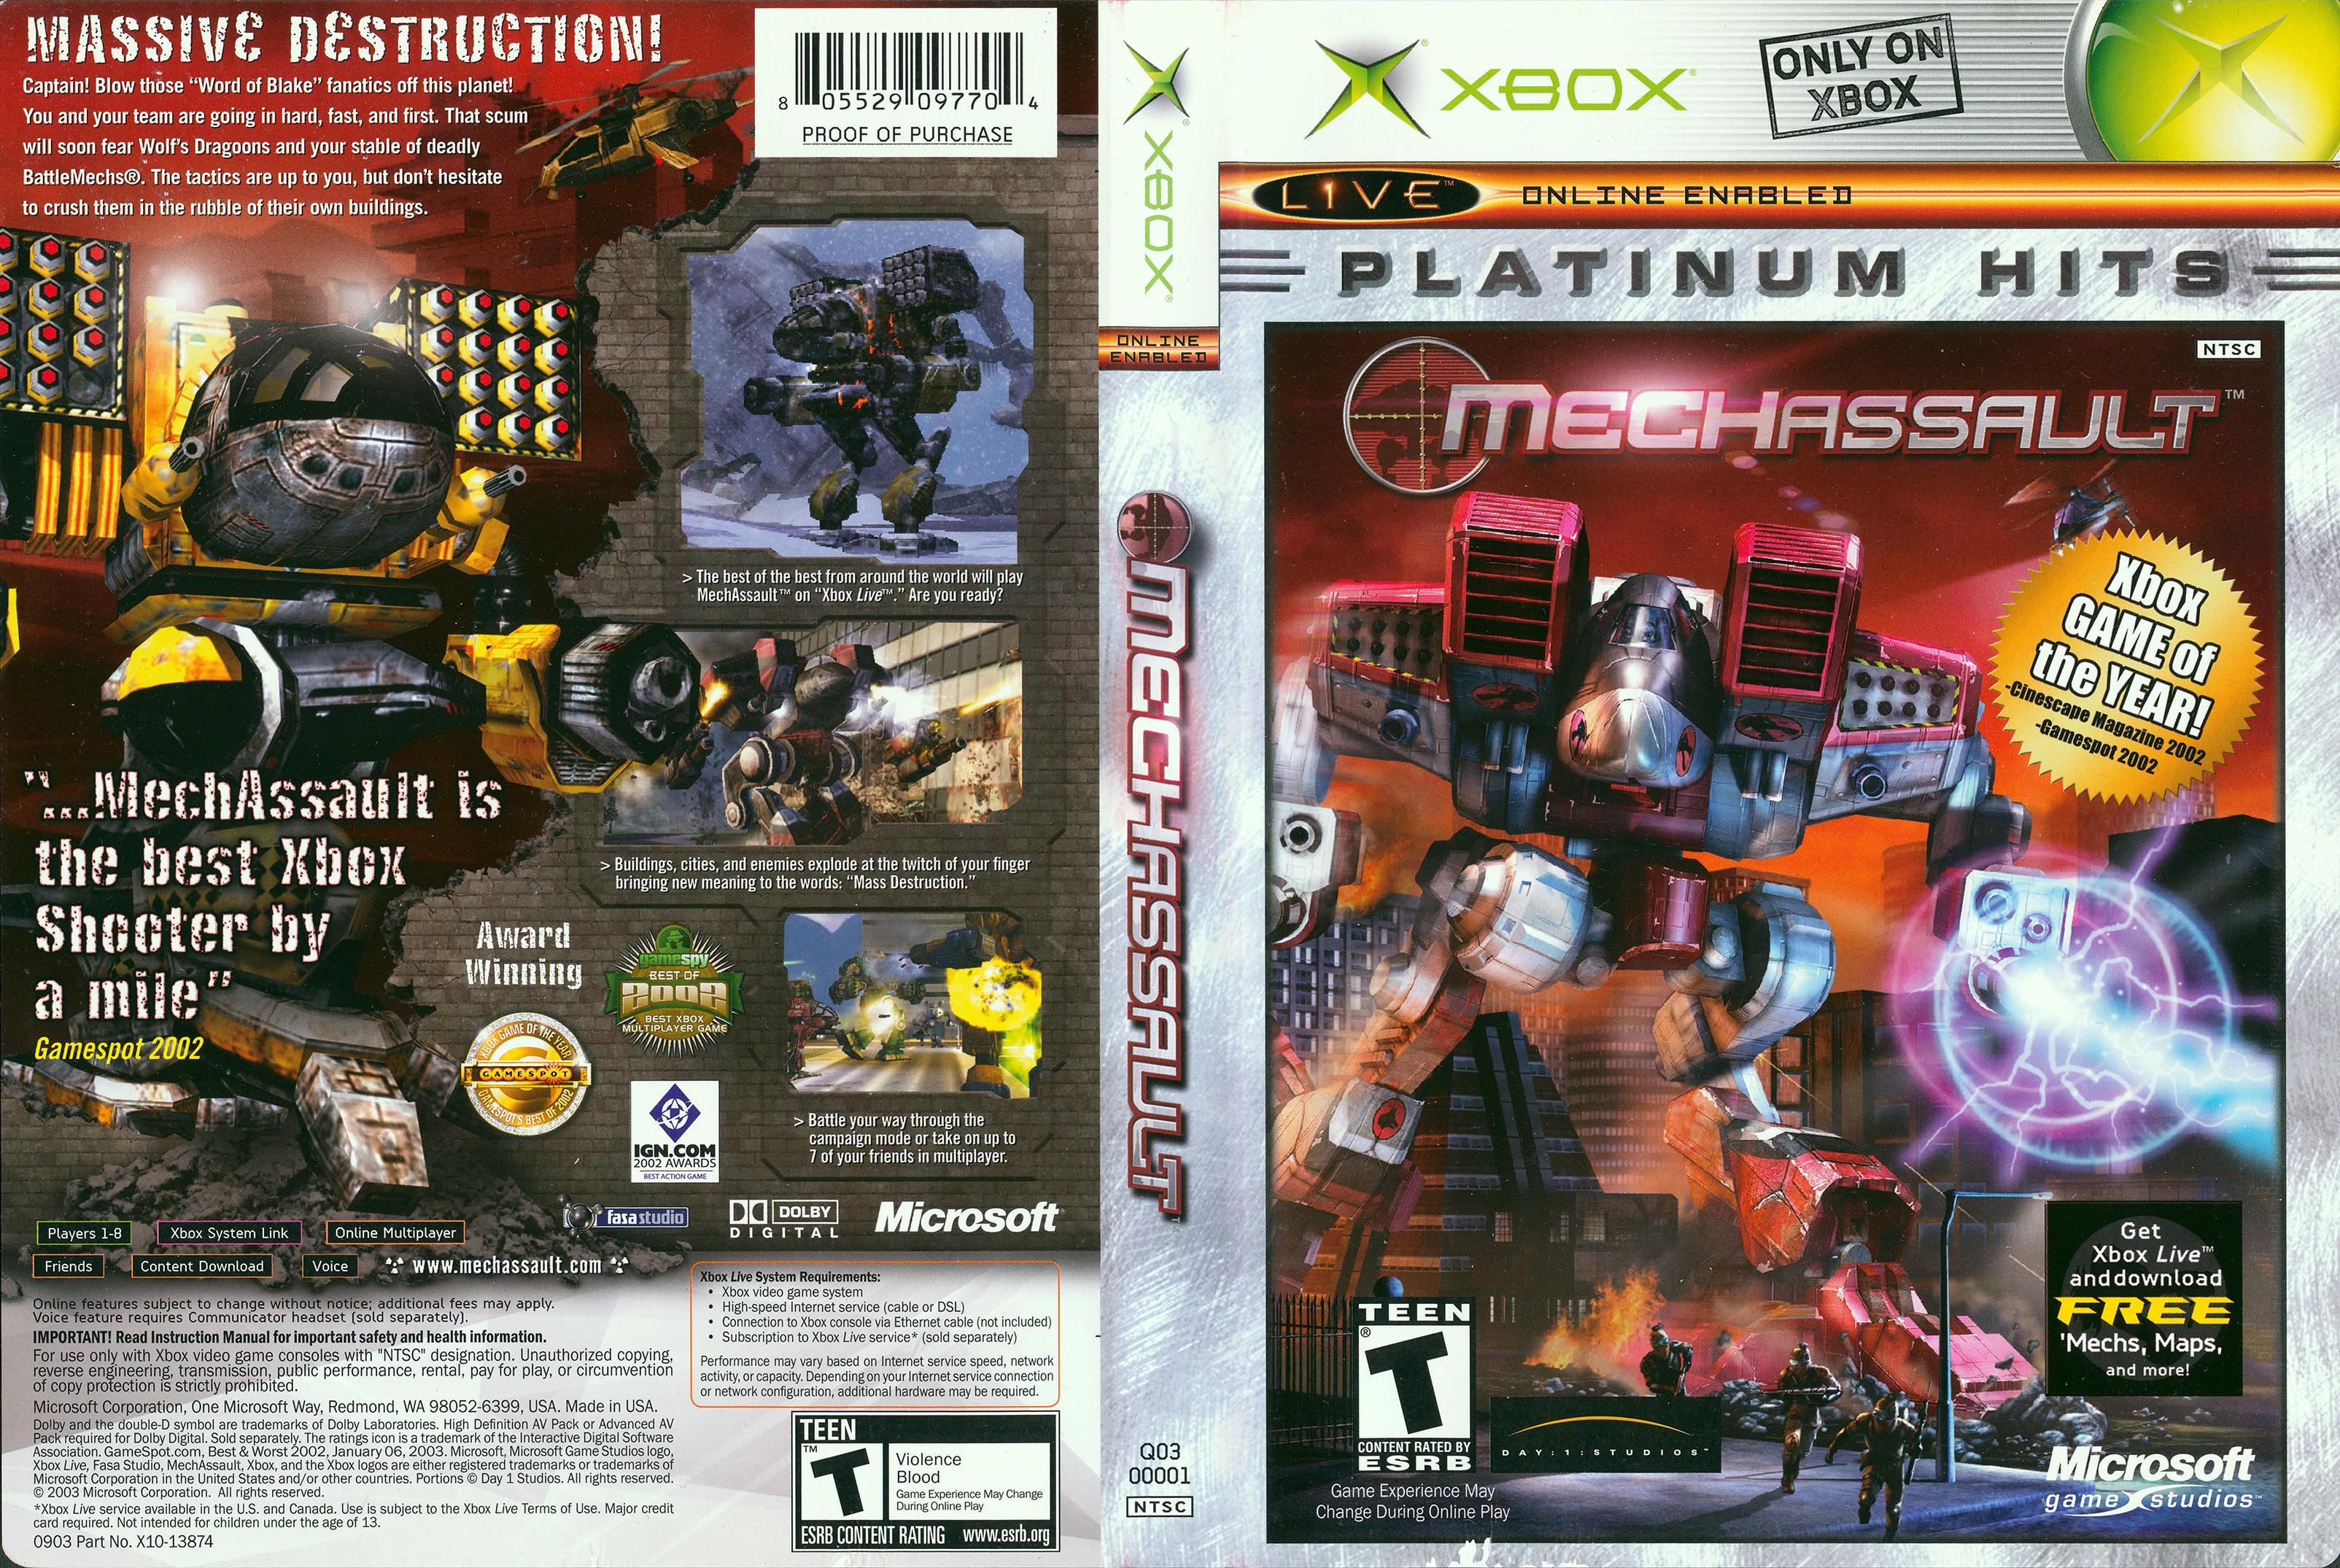 MASSIVE DESTRUCTION!
Captain! Blow those “Word of Blake” fanatics off this planet!
You and your team are going in hard, fast, and first. That scum
will soon fear Wolf’s Dragoons and your stable of deadly
BattleMechs®. The tactics are up to you, but don’t hesitate
to crush them in the rubble of their own buildings.
8 05529 09770 4
PROOF OF PURCHASE
> The best of the best from around the world will play
MechAssault™ on “Xbox Live™.” Are you ready?
> Buildings, cities, and enemies explode at the twitch of your finger
bringing new meaning to the words: “Mass Destruction.”
"...MechAssault is
the best Xbox
Shooter by
a mile"
Gamespot 2002
Award
Winning
gamespy
BEST OF
2002
BEST XBOX
MULTIPLAYER GAME
XBOX GAME OF THE YEAR
GAMESPOT
GAMESPOT'S BEST OF 2002
IGN.COM
2002 AWARDS
BEST ACTION GAME
> Battle your way through the
campaign mode or take on up to
7 of your friends in multiplayer.
fasastudio
DOLBY
DIGITAL
Microsoft
Players 1-8
Xbox System Link
Online Multiplayer
Friends
Content Download
Voice
www.mechassault.com
Online features subject to change without notice; additional fees may apply.
Voice feature requires Communicator headset (sold separately).
IMPORTANT! Read Instruction Manual for important safety and health information.
For use only with Xbox video game consoles with "NTSC" designation. Unauthorized copying,
reverse engineering, transmission, public performance, rental, pay for play, or circumvention
of copy protection is strictly prohibited.
Microsoft Corporation, One Microsoft Way, Redmond, WA 98052-6399, USA. Made in USA.
Dolby and the double-D symbol are trademarks of Dolby Laboratories. High Definition AV Pack or Advanced AV
Pack required for Dolby Digital. Sold separately. The ratings icon is a trademark of the Interactive Digital Software
Association. GameSpot.com, Best & Worst 2002, January 06, 2003. Microsoft, Microsoft Game Studios logo,
Xbox Live, Fasa Studio, MechAssault, Xbox, and the Xbox logos are either registered trademarks or trademarks of
Microsoft Corporation in the United States and/or other countries. Portions © Day 1 Studios. All rights reserved.
© 2003 Microsoft Corporation. All rights reserved.
*Xbox Live service available in the U.S. and Canada. Use is subject to the Xbox Live Terms of Use. Major credit
card required. Not intended for children under the age of 13.
0903 Part No. X10-13874
Xbox Live System Requirements:
• Xbox video game system
• High-speed Internet service (cable or DSL)
• Connection to Xbox console via Ethernet cable (not included)
• Subscription to Xbox Live service* (sold separately)
Performance may vary based on Internet service speed, network
activity, or capacity. Depending on your Internet service connection
or network configuration, additional hardware may be required.
TEEN
T™
Violence
Blood
Game Experience May Change
During Online Play
ESRB CONTENT RATING www.esrb.org
XBOX®
ONLINE
ENABLED
MECHASSAULT™
Q03
00001
NTSC
XBOX®
ONLY ON
XBOX
LIVE™ ONLINE ENABLED
PLATINUM HITS
NTSC
MECHASSAULT™
Xbox
GAME of
the YEAR!
-Cinescape Magazine 2002
-Gamespot 2002
Get
Xbox Live™
and download
FREE
'Mechs, Maps,
and more!
TEEN
®
T
CONTENT RATED BY
ESRB
Game Experience May
Change During Online Play
DAY:1:STUDIOS™
Microsoft
game studios™